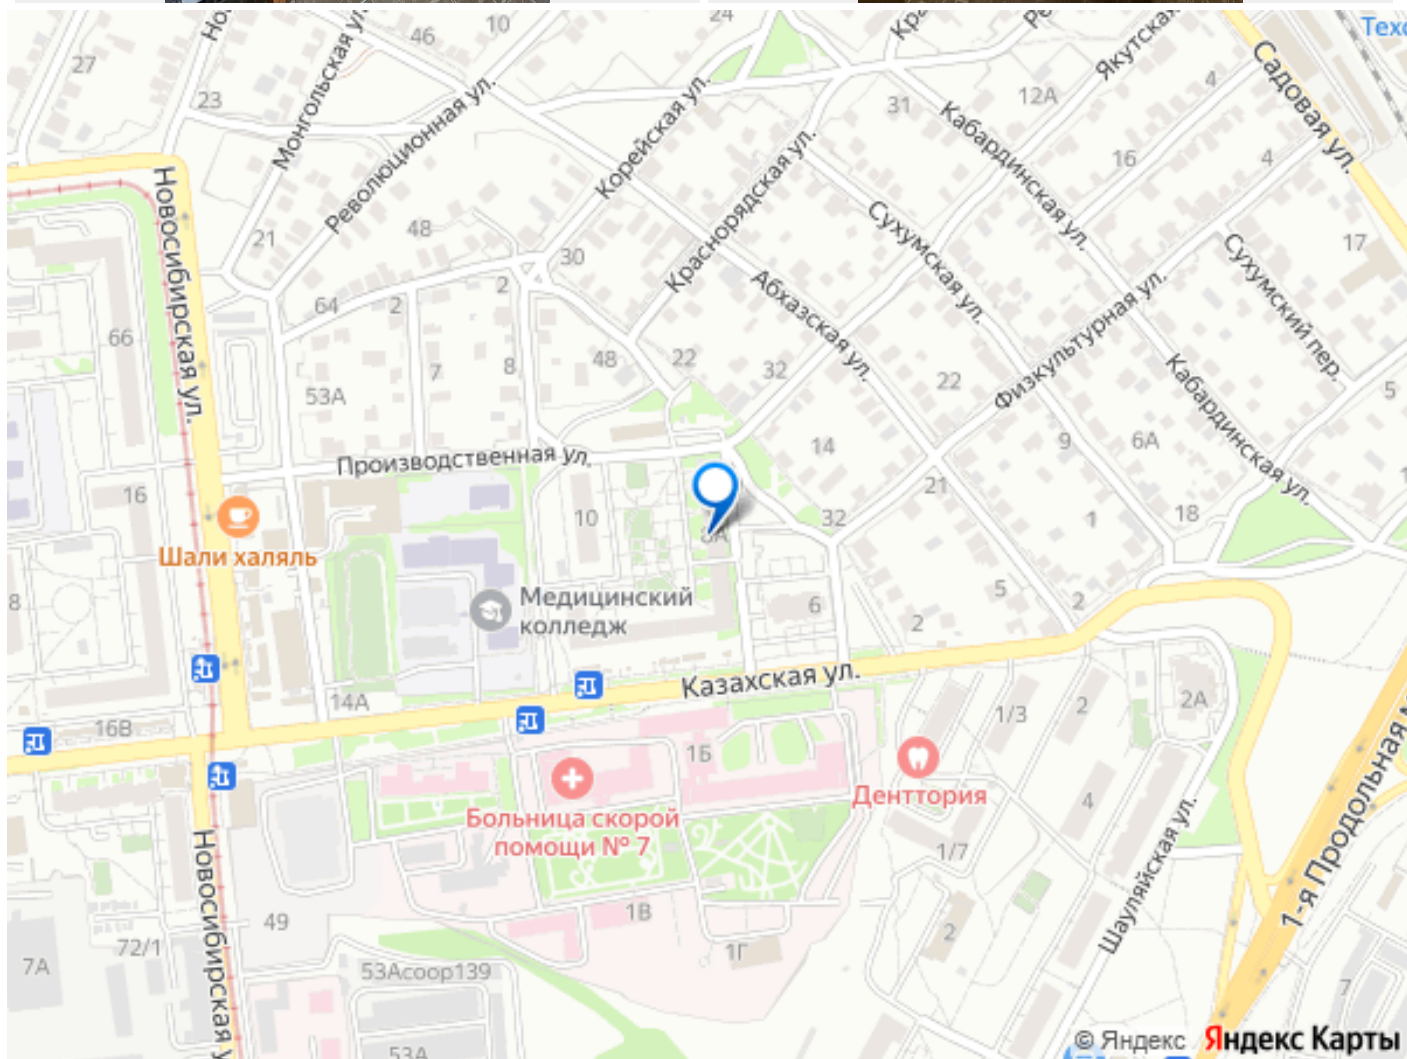 24
10
46
27
23
Техо
Садовая ул.
Якутская
4
12А
31
16
4
17
Монгольская ул.
Революционная ул.
Корейская ул.
Красноярдская ул.
Кабардинская ул.
Сухумская ул.
Сухумский пер.
Новосибирская ул.
21
48
30
64
2
2
66
53А
7
8
48
22
32
Абхазская ул.
22
Физкультурная ул.
Кабардинская ул.
5
9
6А
14
21
1
18
Производственная ул.
16
10
8А
32
Шали халяль
8
Медицинский
колледж
6
5
2
2
Казахская ул.
14А
16В
1/3
2
2А
1Б
Больница скорой
помощи № 7
Денттория
4
1/7
Шауляйская ул.
1-я Продольная м
Новосибирская у
49
72/1
7А
1В
1Г
2
53Асоор139
53А
7
© Яндекс Яндекс Карты